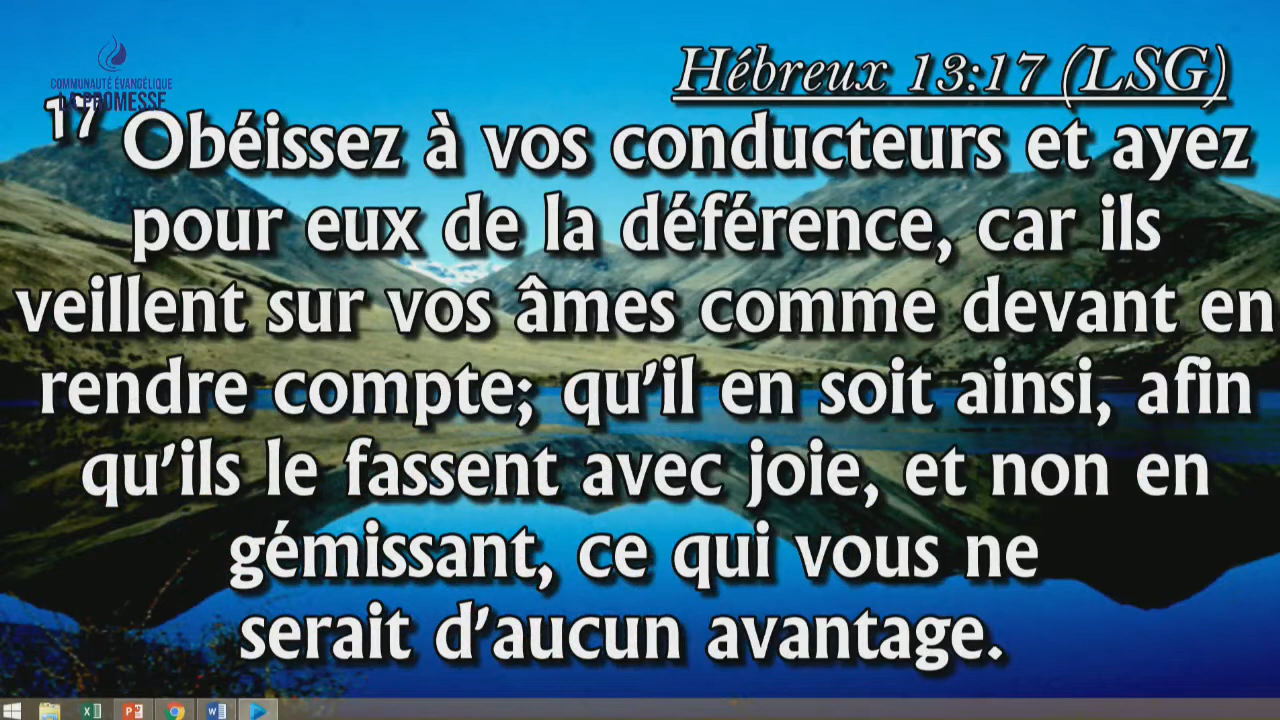 COMMUNAUTÉ ÉVANGÉLIQUE
LA PROMESSE
Hébreux 13:17 (LSG)
17 Obéissez à vos conducteurs et ayez
pour eux de la déférence, car ils
veillent sur vos âmes comme devant en
rendre compte; qu’il en soit ainsi, afin
qu’ils le fassent avec joie, et non en
gémissant, ce qui vous ne
serait d’aucun avantage.